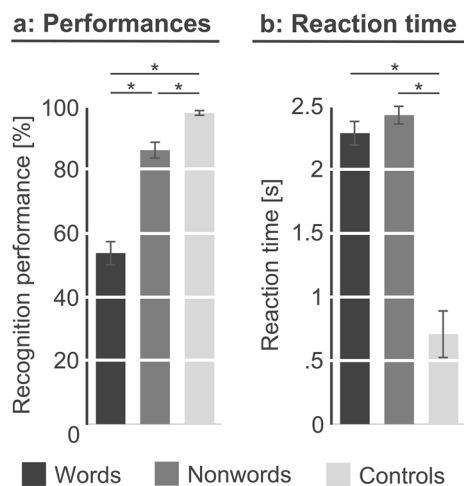 a: Performances
b: Reaction time
*
*
*
*
*
Recognition performance [%]
100
80
60
40
20
0
Reaction time [s]
2.5
2
1.5
1
.5
0
Words
Nonwords
Controls